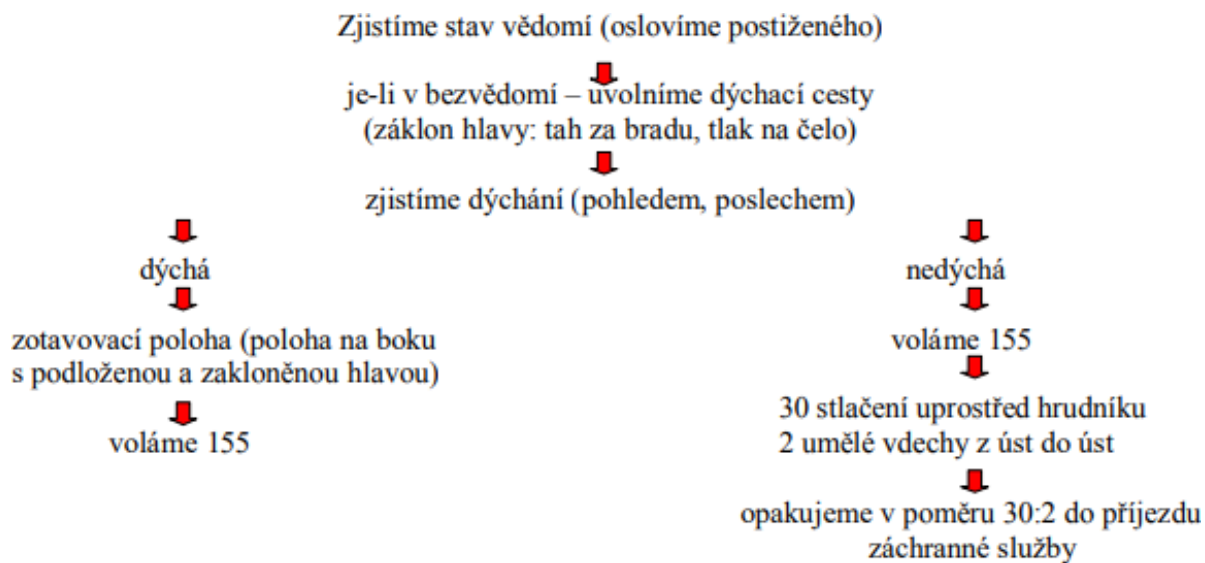 Zjistíme stav vědomí (oslovíme postiženého)
je-li v bezvědomí – uvolníme dýchací cesty
(záklon hlavy: tah za bradu, tlak na čelo)
zjistíme dýchání (pohledem, poslechem)
dýchá
zotavovací poloha (poloha na boku
s podloženou a zakloněnou hlavou)
voláme 155
nedýchá
voláme 155
30 stlačení uprostřed hrudníku
2 umělé vdechy z úst do úst
opakujeme v poměru 30:2 do příjezdu
záchranné služby